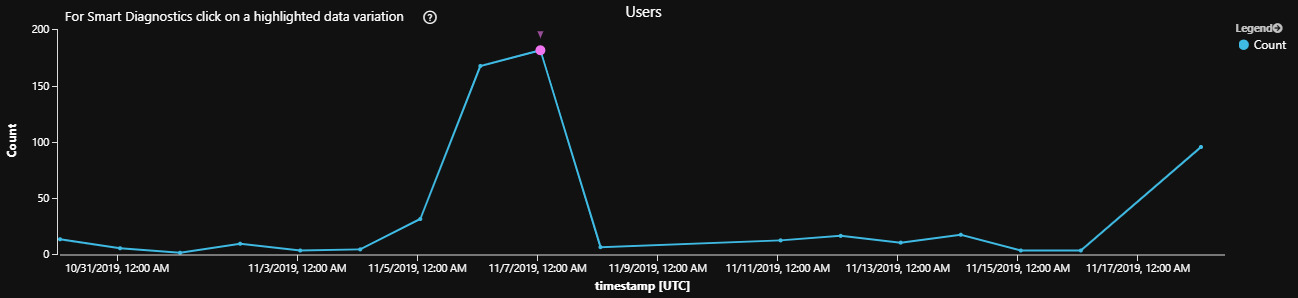 Users
For Smart Diagnostics click on a highlighted data variation ?
Legend
Count
200
150
100
50
0
Count
10/31/2019, 12:00 AM 11/3/2019, 12:00 AM 11/5/2019, 12:00 AM 11/7/2019, 12:00 AM 11/9/2019, 12:00 AM 11/11/2019, 12:00 AM 11/13/2019, 12:00 AM 11/15/2019, 12:00 AM 11/17/2019, 12:00 AM
timestamp [UTC]